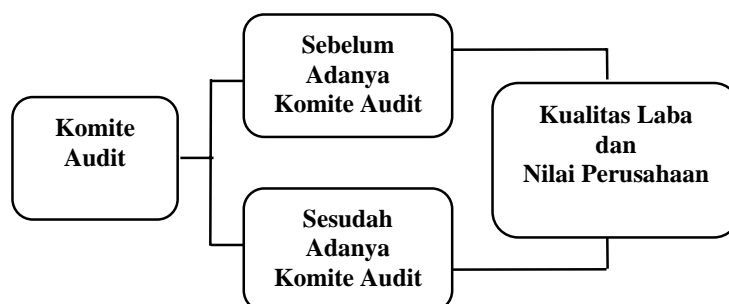 Komite
Audit
Sebelum
Adanya
Komite Audit
Sesudah
Adanya
Komite Audit
Kualitas Laba
dan
Nilai Perusahaan